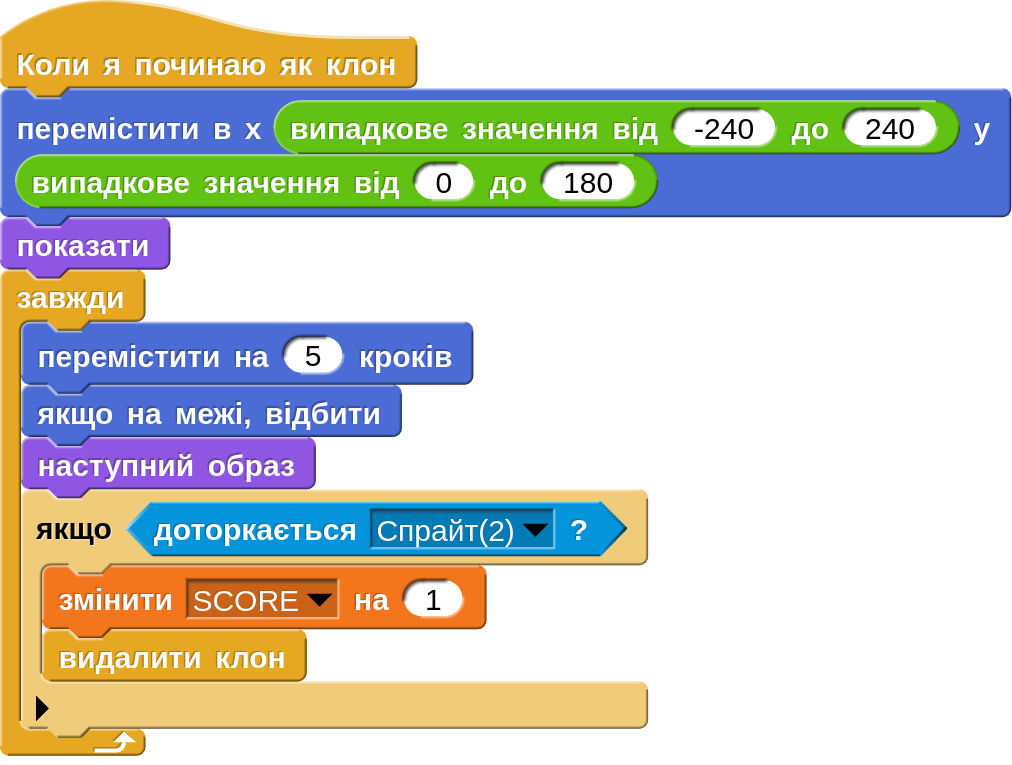 Коли я починаю як клон
перемістити в x випадкове значення від -240 до 240 y
випадкове значення від 0 до 180
показати
завжди
перемістити на 5 кроків
якщо на межі, відбити
наступний образ
якщо доторкається Спрайт(2) ?
змінити SCORE на 1
видалити клон